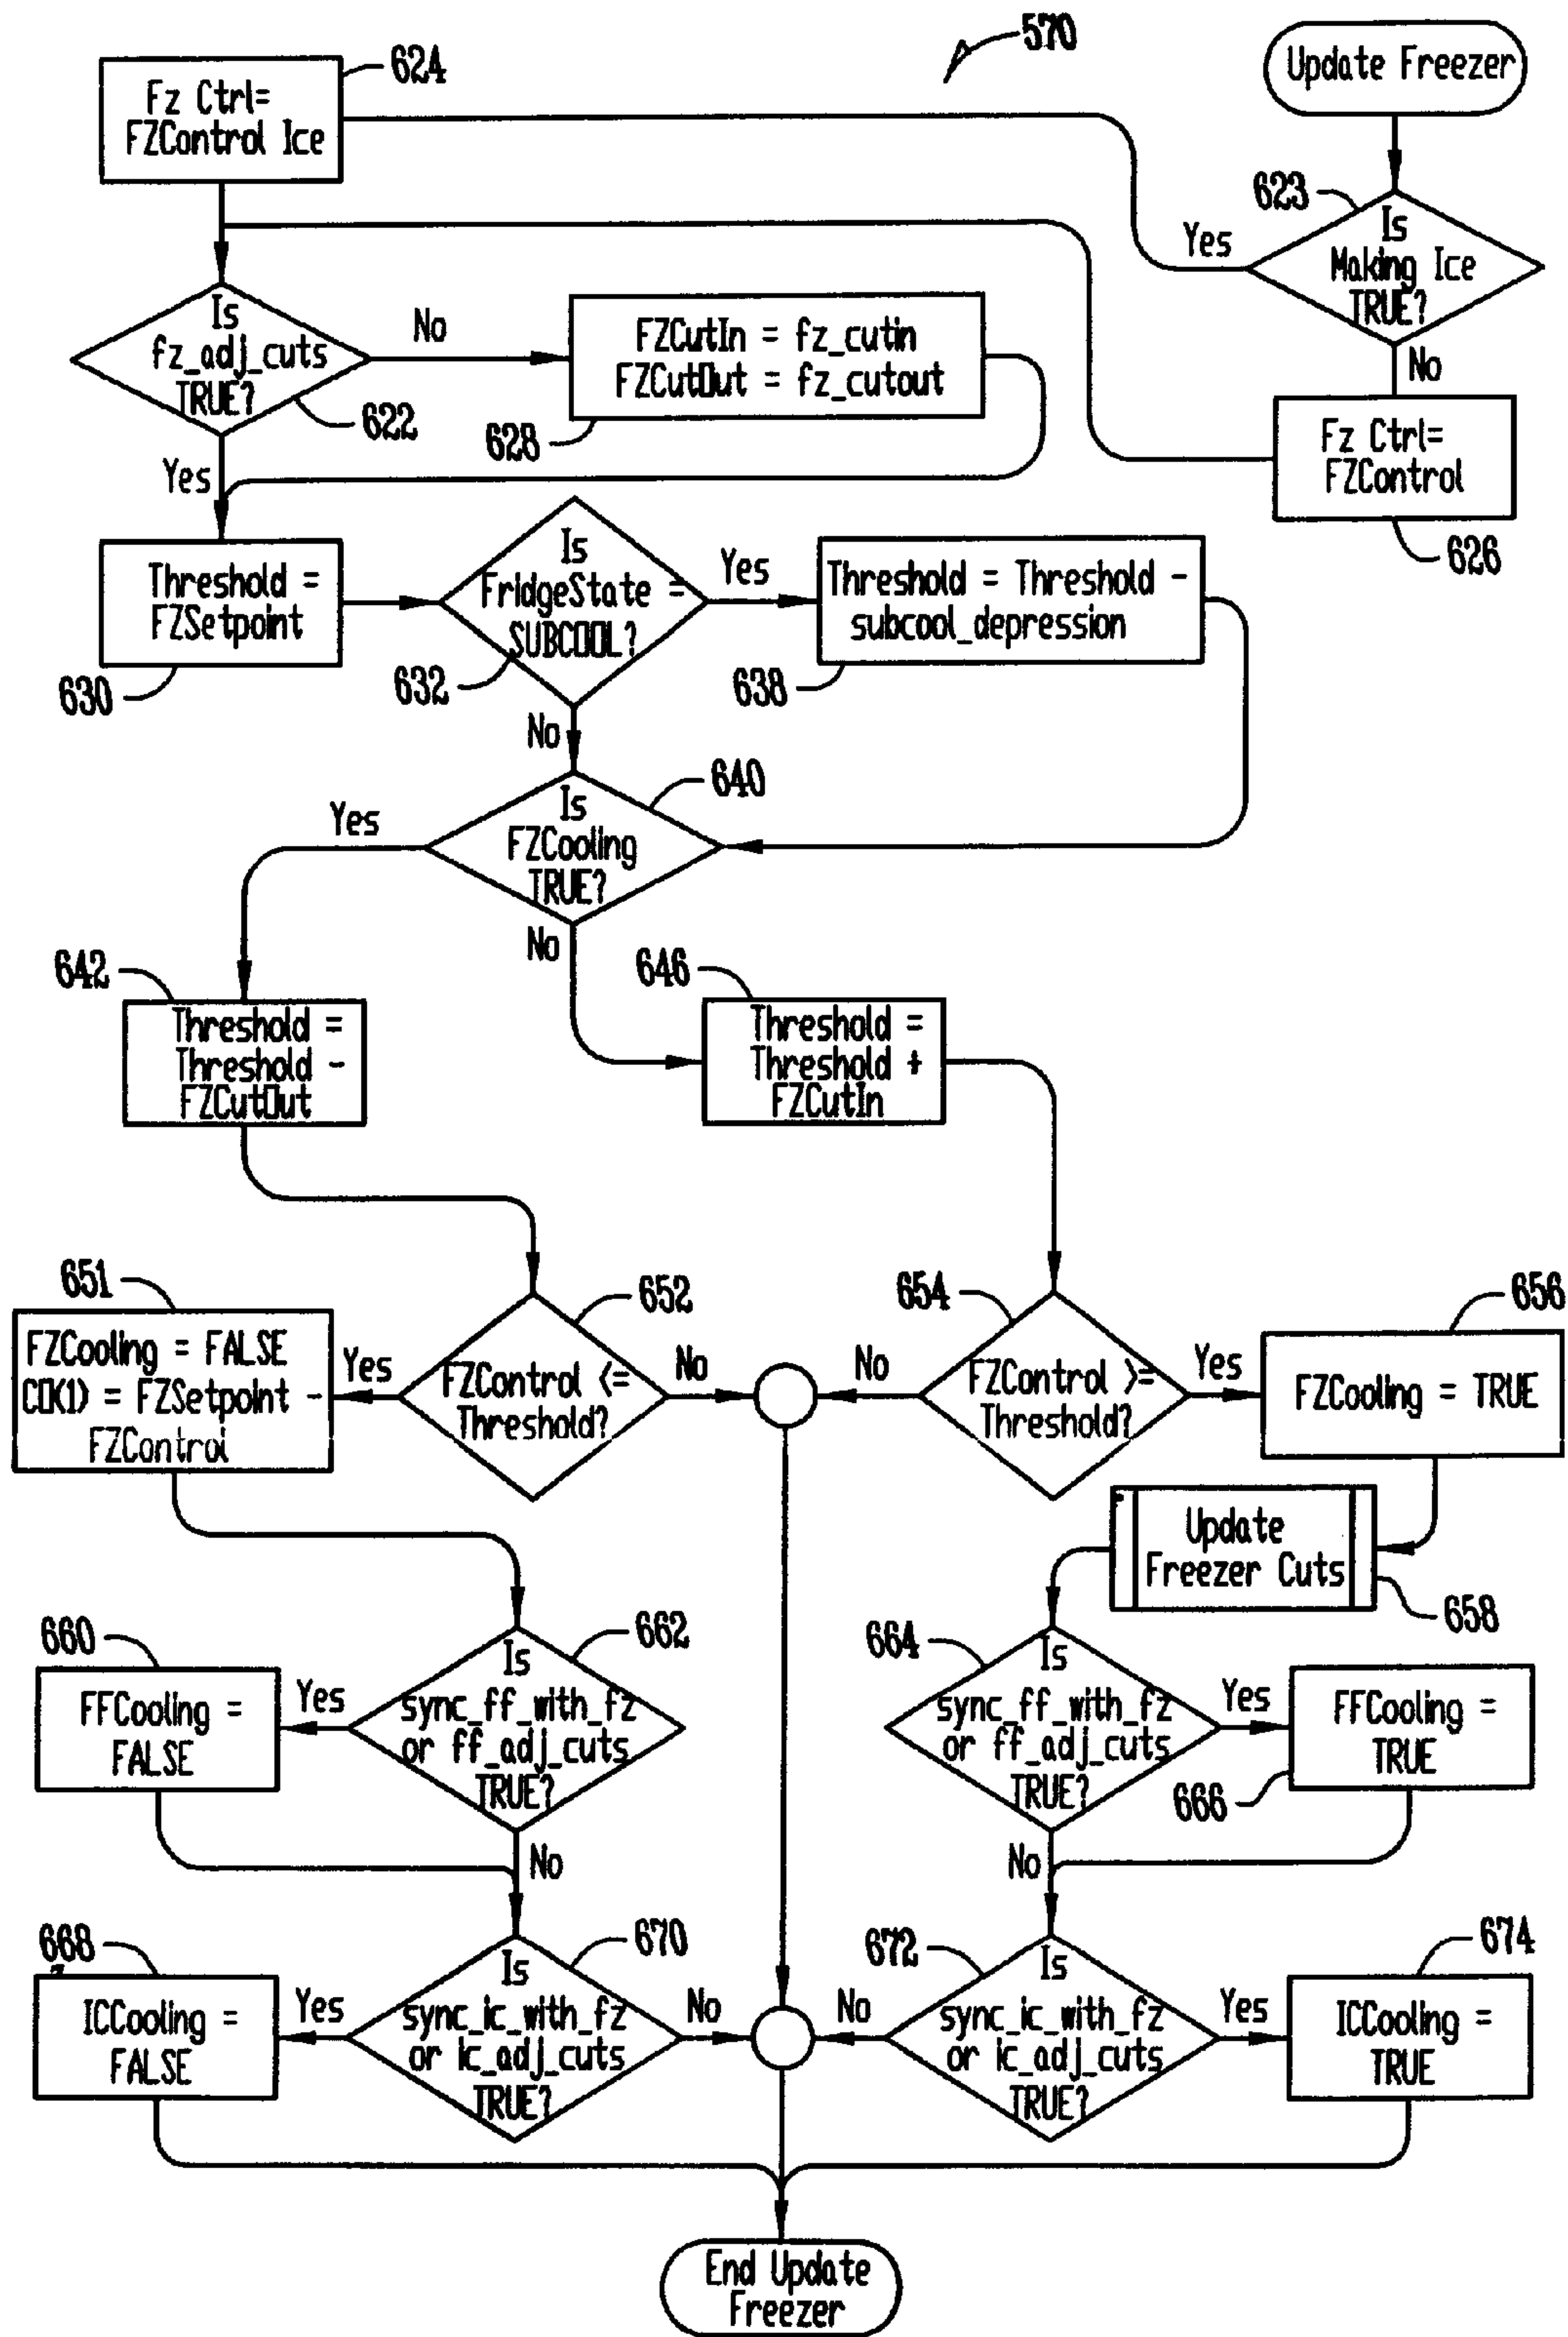 570
Update Freezer
624
Fz Ctrl=
FZControl Ice
623
Is
Making Ice
TRUE?
Yes
No
Is
fz_adj_cuts
TRUE?
622
No
Yes
FZCutIn = fz_cutin
FZCutOut = fz_cutout
628
Fz Ctrl=
FZControl
626
Threshold =
FZSetpoint
630
Is
FridgeState =
SUBCOOL?
632
Yes
No
Threshold = Threshold -
subcool_depression
638
Is
FZCooling
TRUE?
640
Yes
No
642
Threshold =
Threshold -
FZCutOut
646
Threshold =
Threshold +
FZCutIn
651
FZCooling = FALSE
C(K1) = FZSetpoint -
FZControl
Yes
652
FZControl <=
Threshold?
No
654
FZControl >=
Threshold?
No
Yes
656
FZCooling = TRUE
Update
Freezer Cuts
658
660
FFCooling =
FALSE
Yes
662
Is
sync_ff_with_fz
or ff_adj_cuts
TRUE?
No
664
Is
sync_ff_with_fz
or ff_adj_cuts
TRUE?
Yes
No
FFCooling =
TRUE
666
668
ICCooling =
FALSE
Yes
670
Is
sync_ic_with_fz
or ic_adj_cuts
TRUE?
No
672
Is
sync_ic_with_fz
or ic_adj_cuts
TRUE?
No
Yes
674
ICCooling =
TRUE
End Update
Freezer